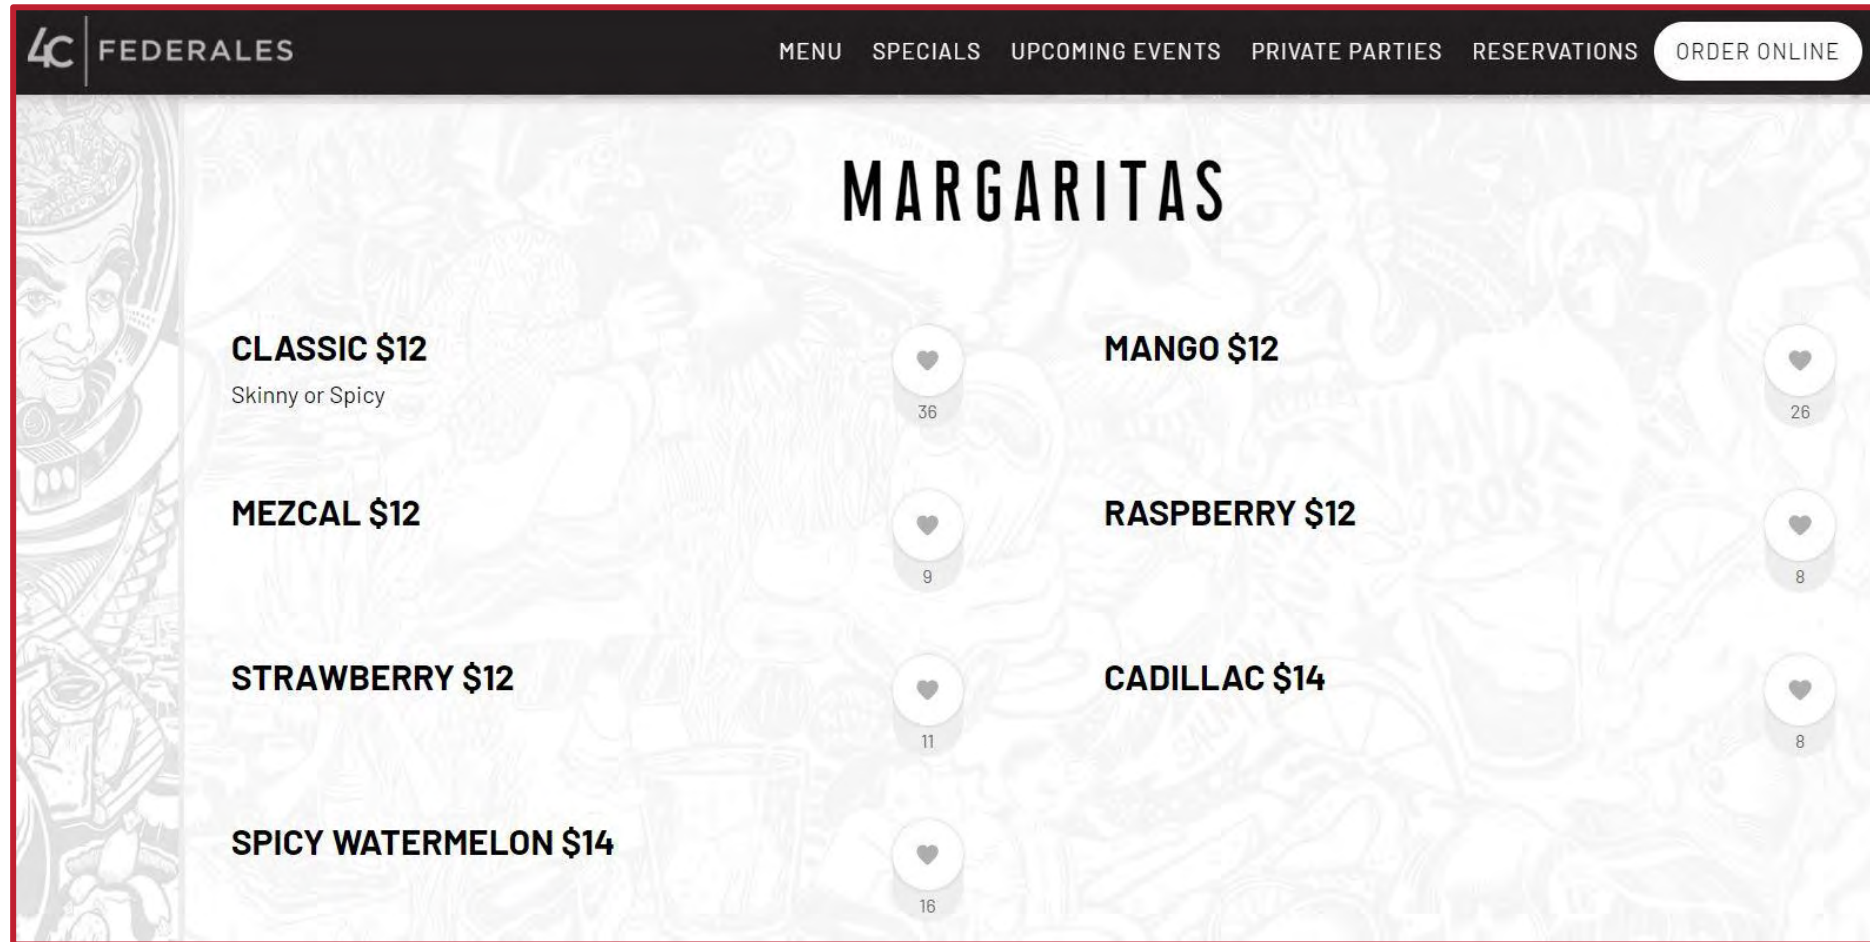 4C FEDERALES
MENU SPECIALS UPCOMING EVENTS PRIVATE PARTIES RESERVATIONS ORDER ONLINE
MARGARITAS
CLASSIC $12
Skinny or Spicy
36
MANGO $12
26
MEZCAL $12
9
RASPBERRY $12
8
STRAWBERRY $12
11
CADILLAC $14
8
SPICY WATERMELON $14
16